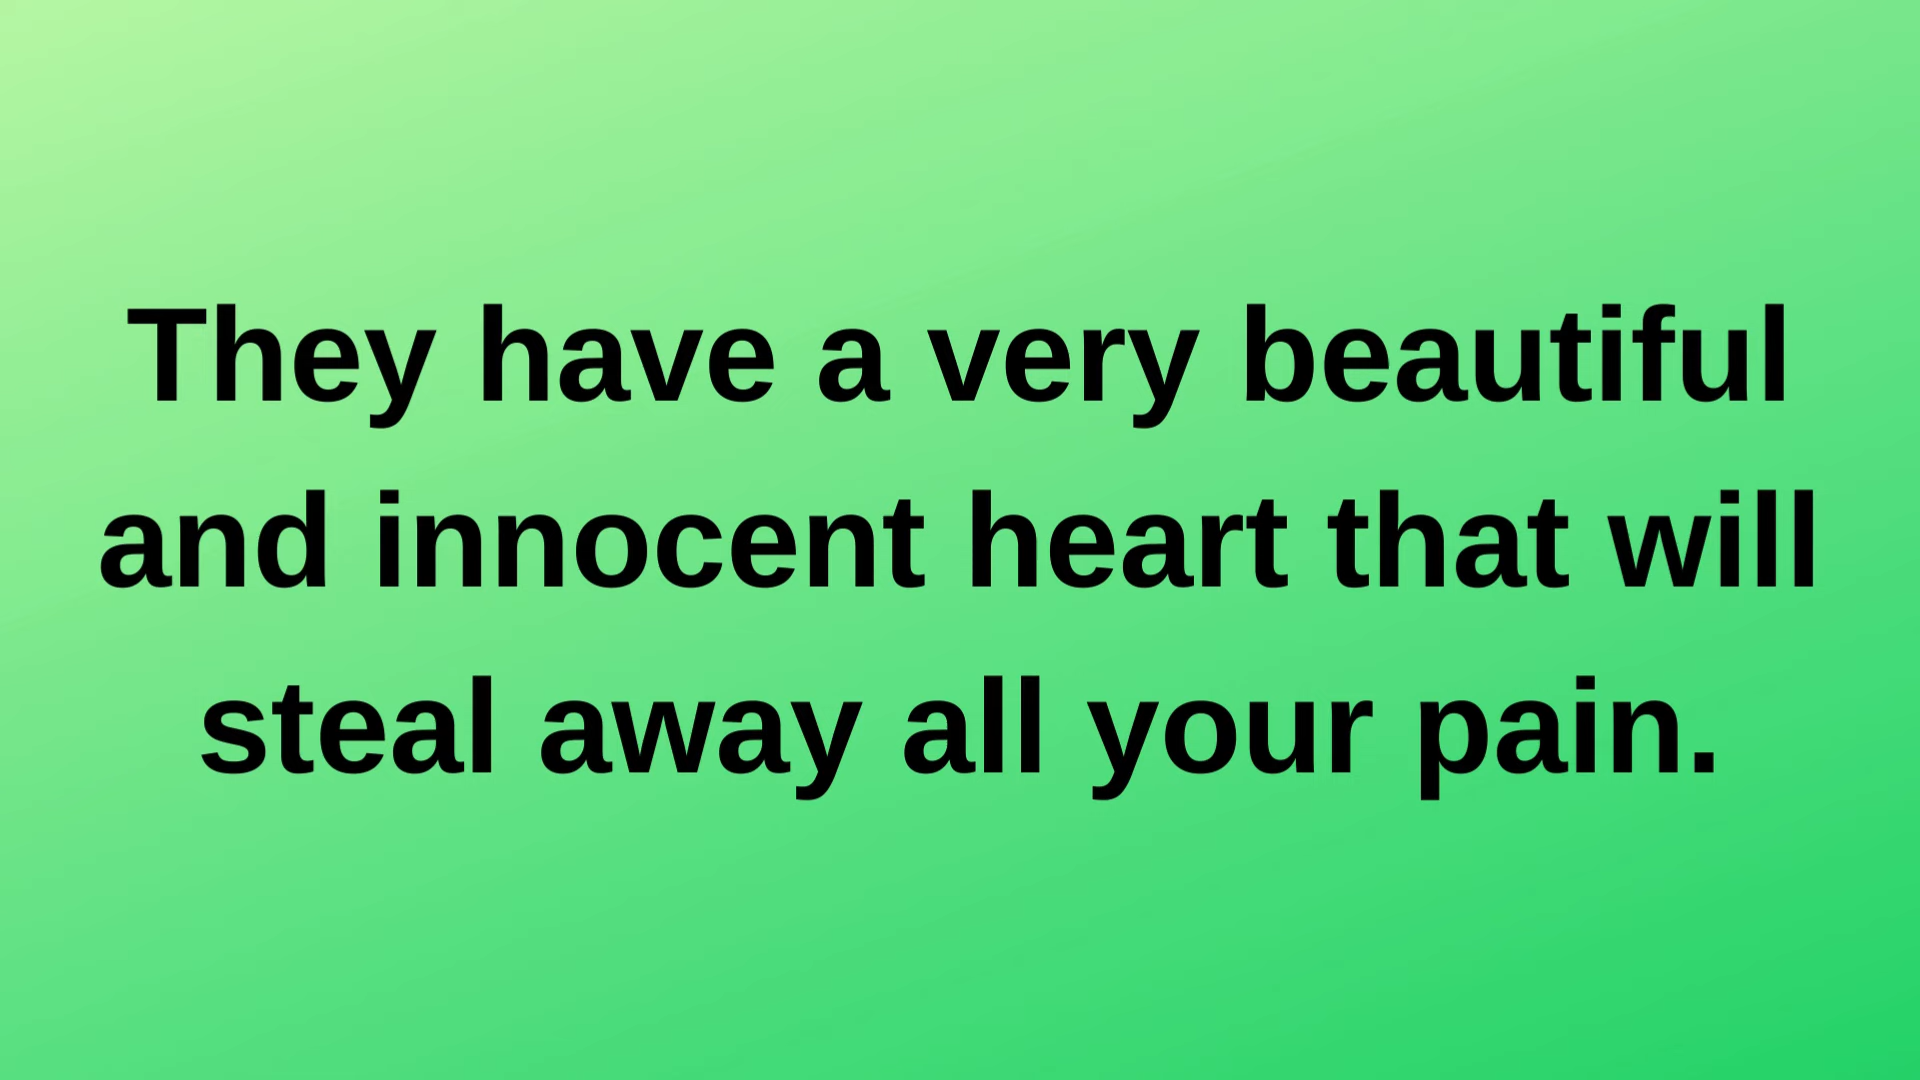 They have a very beautiful
and innocent heart that will
steal away all your pain.